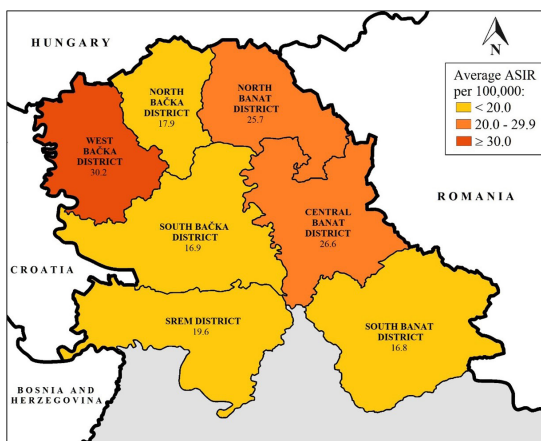 HUNGARY
N
Average ASIR
per 100,000:
< 20.0
20.0 - 29.9
≥ 30.0
NORTH
BAČKA
DISTRICT
17.9
NORTH
BANAT
DISTRICT
25.7
WEST
BAČKA
DISTRICT
30.2
ROMANIA
SOUTH BAČKA
DISTRICT
16.9
CENTRAL
BANAT
DISTRICT
26.6
CROATIA
SREM DISTRICT
19.6
SOUTH BANAT
DISTRICT
16.8
BOSNIA AND
HERZEGOVINA